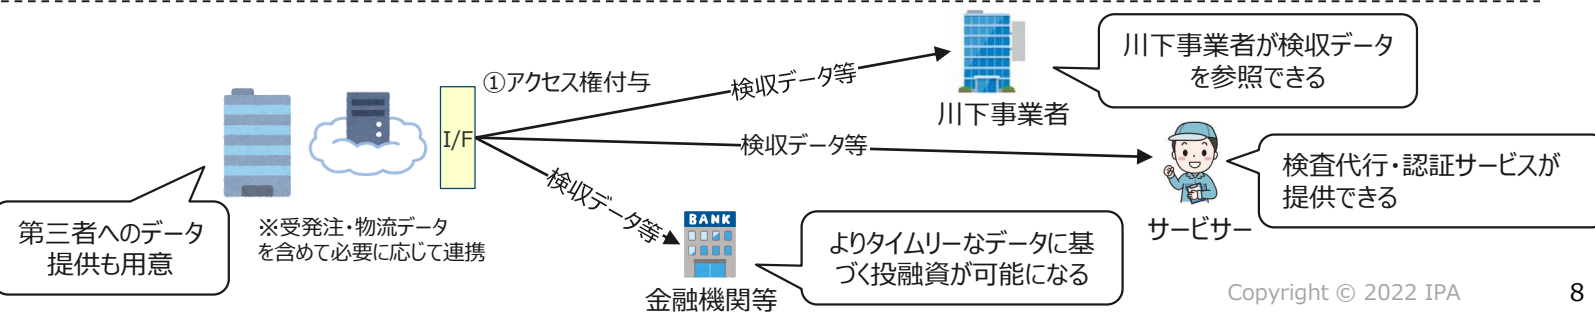 川下事業者が検収データ
を参照できる
①アクセス権付与
検収データ等
川下事業者
I/F
検収データ等
検査代行・認証サービスが
提供できる
サービサー
検収データ等
第三者へのデータ
提供も用意
※受発注・物流データ
を含めて必要に応じて連携
BANK
金融機関等
よりタイムリーなデータに基
づく投融資が可能になる
Copyright © 2022 IPA
8